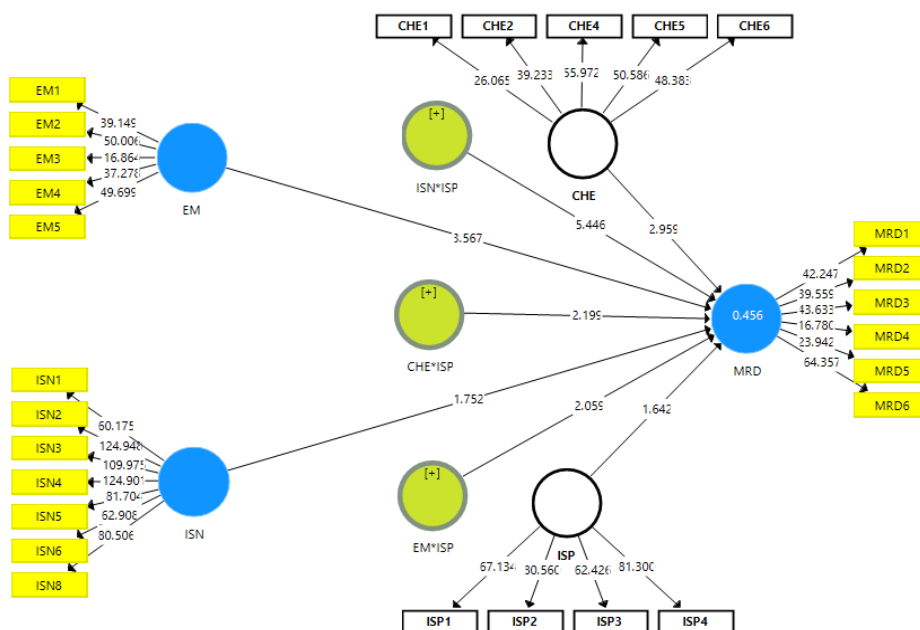 CHE1 CHE2 CHE4 CHE5 CHE6
26.065 39.233 55.972 50.586 48.383
EM1
EM2
EM3
EM4
EM5
39.149
50.006
16.864
37.278
49.699
EM
[+]
ISN*ISP
CHE
5.446
2.959
3.567
[+]
CHE*ISP
2.199
0.456
MRD
MRD1
MRD2
MRD3
MRD4
MRD5
MRD6
42.247
39.559
43.633
16.780
23.942
64.357
ISN1
ISN2
ISN3
ISN4
ISN5
ISN6
ISN8
60.175
124.948
109.975
124.901
81.704
62.908
80.506
ISN
1.752
2.059
1.642
[+]
EM*ISP
ISP
67.134 80.560 62.426 81.300
ISP1 ISP2 ISP3 ISP4